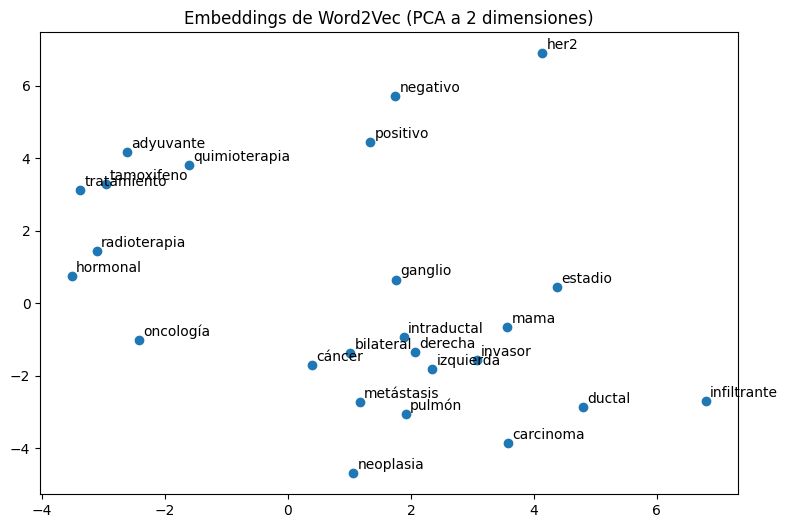 Embeddings de Word2Vec (PCA a 2 dimensiones)
her2
negativo
positivo
adyuvante
quimioterapia
tamoxifeno
tratamiento
radioterapia
hormonal
ganglio
estadio
mama
intraductal
oncología
derecha
bilateral
invasor
cáncer
izquierda
metástasis
pulmón
ductal
infiltrante
carcinoma
neoplasia
6
4
2
0
−2
−4
−4
−2
0
2
4
6